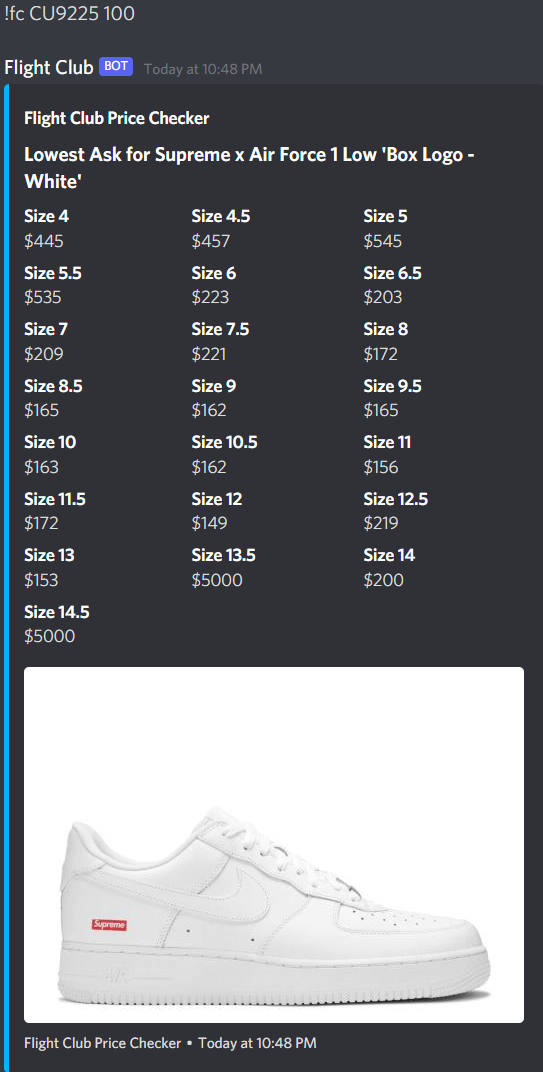 !fc CU9225 100
Flight Club BOT Today at 10:48 PM
Flight Club Price Checker
Lowest Ask for Supreme x Air Force 1 Low 'Box Logo -
White'
Size 4 Size 4.5 Size 5
$445 $457 $545
Size 5.5 Size 6 Size 6.5
$535 $223 $203
Size 7 Size 7.5 Size 8
$209 $221 $172
Size 8.5 Size 9 Size 9.5
$165 $162 $165
Size 10 Size 10.5 Size 11
$163 $162 $156
Size 11.5 Size 12 Size 12.5
$172 $149 $219
Size 13 Size 13.5 Size 14
$153 $5000 $200
Size 14.5
$5000
Supreme
AIR
Flight Club Price Checker • Today at 10:48 PM